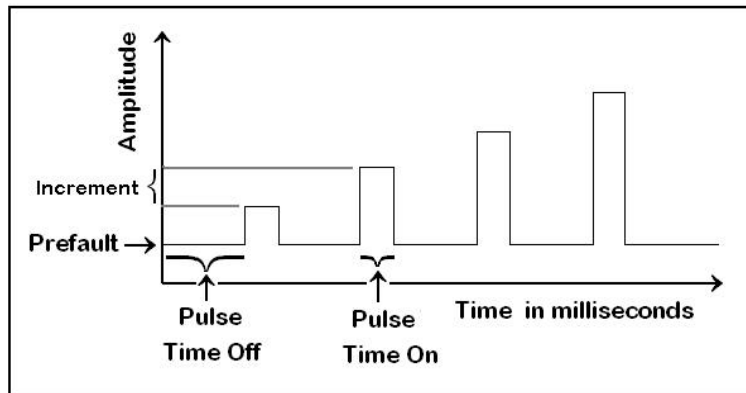 Amplitude
Increment
Prefault
Pulse
Time Off
Pulse
Time On
Time in milliseconds